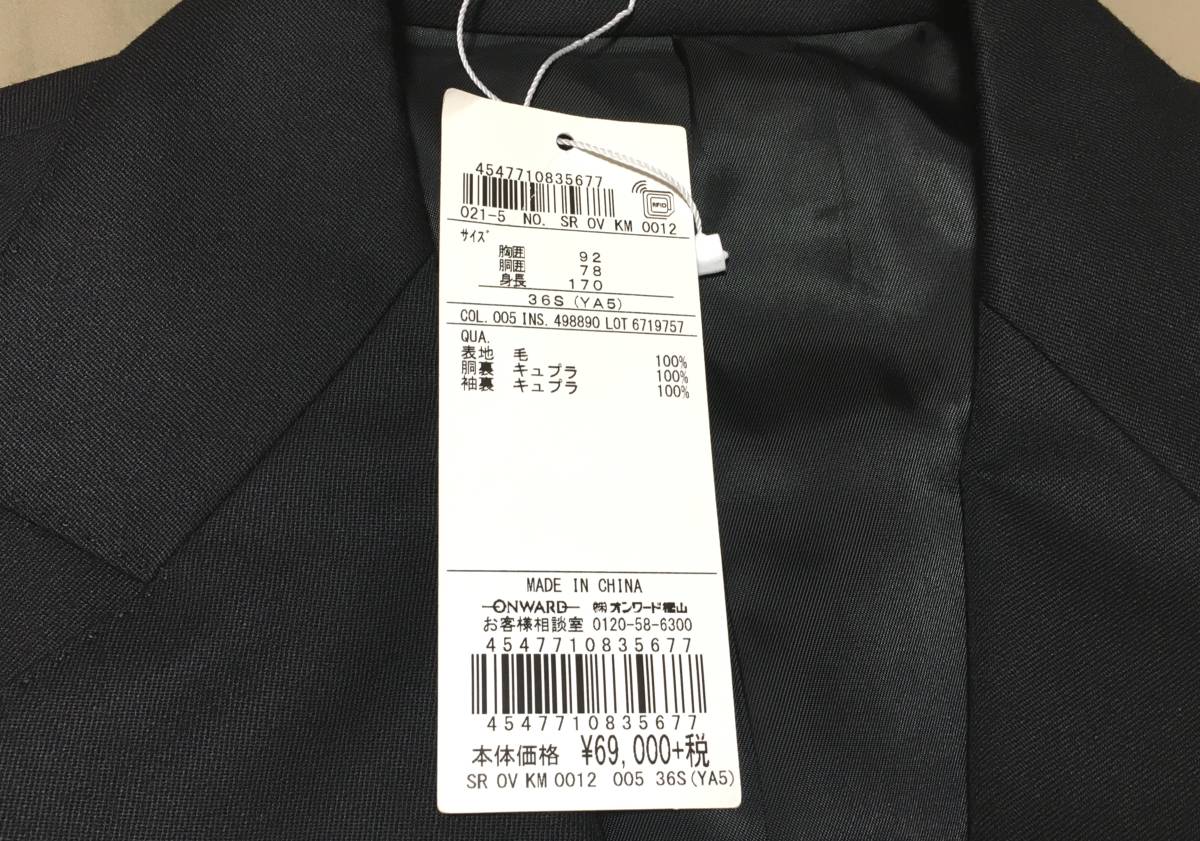 4547710835677
RFID
021-5 NO. SR OV KM 0012
サイズ
胸囲 92
胴囲 78
身長 170
36S (YA5)
COL. 005 INS. 498890 LOT 6719757
QUA.
表地 毛 100%
胴裏 キュプラ 100%
袖裏 キュプラ 100%
MADE IN CHINA
ONWARD ㈱オンワード樫山
お客様相談室 0120-58-6300
4547710835677
4547710835677
本体価格 ¥69,000+税
SR OV KM 0012 005 36S(YA5)